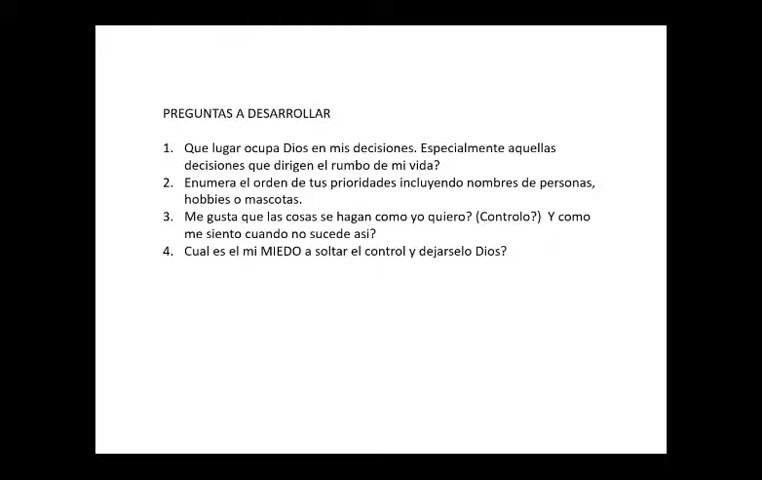 PREGUNTAS A DESARROLLAR
1. Que lugar ocupa Dios en mis decisiones. Especialmente aquellas
decisiones que dirigen el rumbo de mi vida?
2. Enumera el orden de tus prioridades incluyendo nombres de personas,
hobbies o mascotas.
3. Me gusta que las cosas se hagan como yo quiero? (Controlo?) Y como
me siento cuando no sucede asi?
4. Cual es el mi MIEDO a soltar el control y dejarselo Dios?